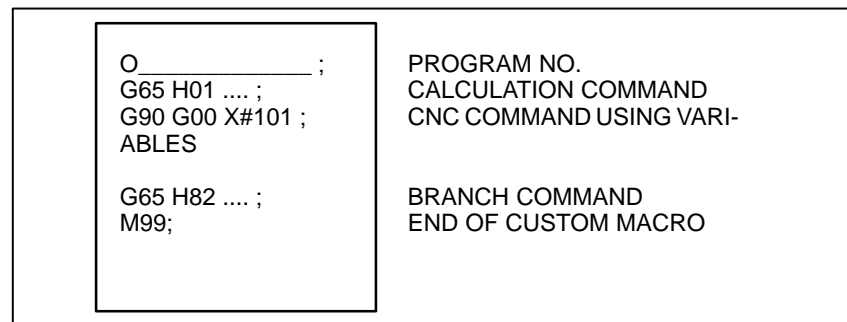 O______________ ; PROGRAM NO.
G65 H01 .... ; CALCULATION COMMAND
G90 G00 X#101 ; CNC COMMAND USING VARI-
ABLES
G65 H82 .... ; BRANCH COMMAND
M99; END OF CUSTOM MACRO